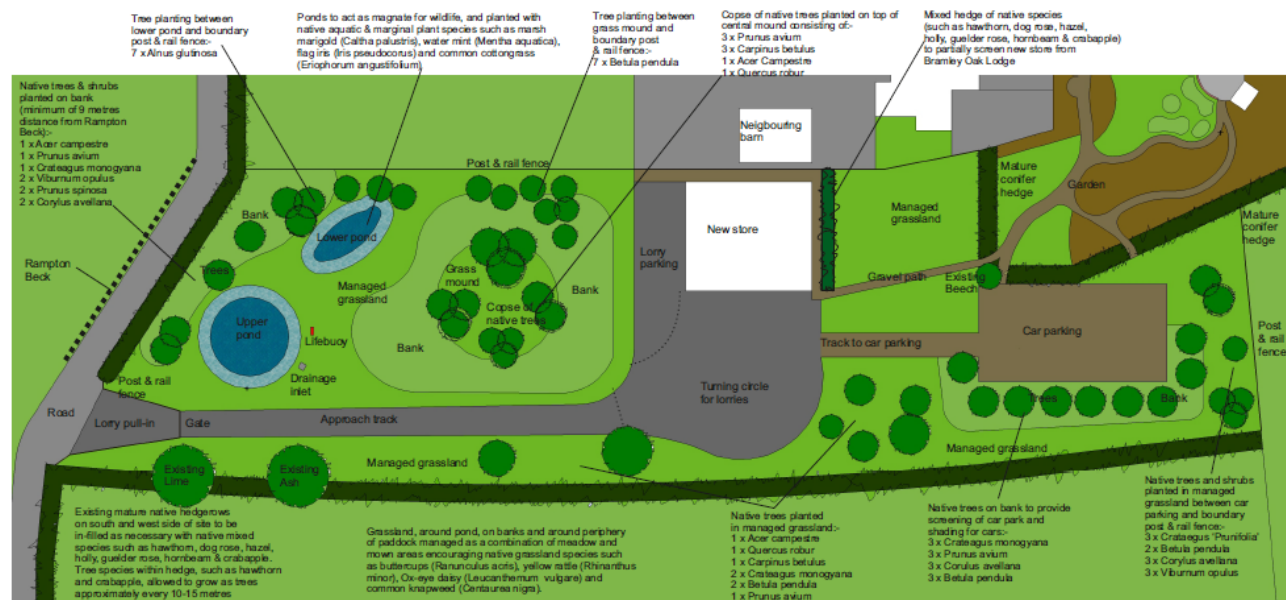 Tree planting between
lower pond and boundary
post & rail fence:-
7 x Alnus glutinosa
Ponds to act as magnate for wildlife, and planted with
native aquatic & marginal plant species such as marsh
marigold (Caltha palustris), water mint (Mentha aquatica),
flag iris (Iris pseudocorus) and common cottongrass
(Eriophorum angustifolium).
Tree planting between
grass mound and
boundary post
& rail fence:-
7 x Betula pendula
Copse of native trees planted on top of
central mound consisting of:-
3 x Prunus avium
3 x Carpinus betulus
1 x Acer Campestre
1 x Quercus robur
Mixed hedge of native species
(such as hawthorn, dog rose, hazel,
holly, guelder rose, hornbeam & crabapple)
to partially screen new store from
Bramley Oak Lodge
Native trees & shrubs
planted on bank
(minimum of 9 metres
distance from Rampton
Beck):-
1 x Acer campestre
1 x Prunus avium
1 x Crateagus monogyana
2 x Viburnum opulus
2 x Prunus spinosa
2 x Corylus avellana
Neigbouring
barn
Post & rail fence
Mature
conifer
hedge
Garden
Mature
conifer
hedge
Bank
Lower pond
Managed
grassland
New store
Lorry
parking
Rampton
Beck
Trees
Managed
grassland
Grass
mound
Bank
Gravel path
Existing
Beech
Copse of
native trees
Upper
pond
Lifebuoy
Bank
Car parking
Track to car parking
Post
& rail
fence
Drainage
inlet
Post & rail
fence
Turning circle
for lorries
Trees
Bank
Road
Lorry pull-in
Gate
Approach track
Managed grassland
Existing
Lime
Existing
Ash
Managed grassland
Existing mature native hedgerows
on south and west side of site to be
in-filled as necessary with native mixed
species such as hawthorn, dog rose, hazel,
holly, guelder rose, hornbeam & crabapple.
Tree species within hedge, such as hawthorn
and crabapple, allowed to grow as trees
approximately every 10-15 metres
Grassland, around pond, on banks and around periphery
of paddock managed as a combination of meadow and
mown areas encouraging native grassland species such
as buttercups (Ranunculus acris), yellow rattle (Rhinanthus
minor), Ox-eye daisy (Leucanthemum vulgare) and
common knapweed (Centaurea nigra).
Native trees planted
in managed grassland:-
1 x Acer campestre
1 x Quercus robur
1 x Carpinus betulus
2 x Crateagus monogyana
2 x Betula pendula
1 x Prunus avium
Native trees on bank to provide
screening of car park and
shading for cars:-
3 x Crateagus monogyana
3 x Prunus avium
3 x Corulus avellana
3 x Betula pendula
Native trees and shrubs
planted in managed
grassland between car
parking and boundary
post & rail fence:-
3 x Crataegus 'Prunifolia'
2 x Betula pendula
3 x Corylus avellana
3 x Viburnum opulus